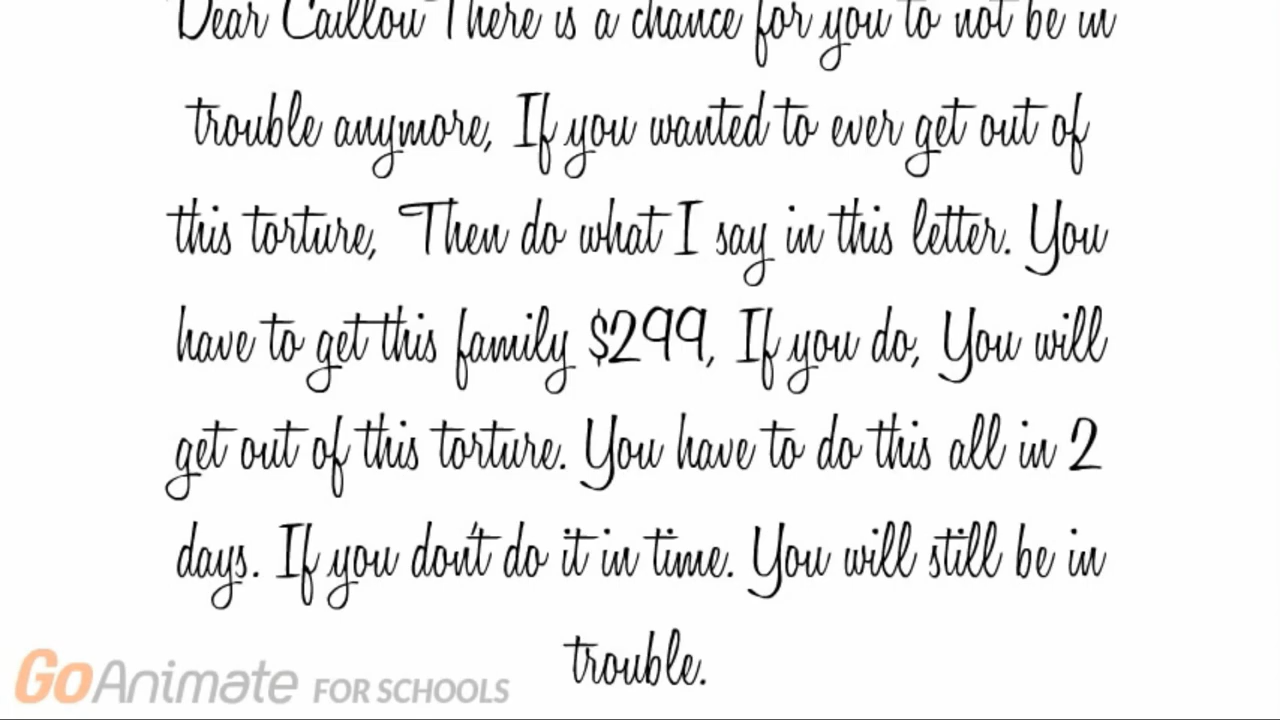 Dear Caillou There is a chance for you to not be in
trouble anymore, If you wanted to ever get out of
this torture, Then do what I say in this letter. You
have to get this family $299, If you do, You will
get out of this torture. You have to do this all in 2
days. If you don't do it in time. You will still be in
trouble.
GoAnimate FOR SCHOOLS